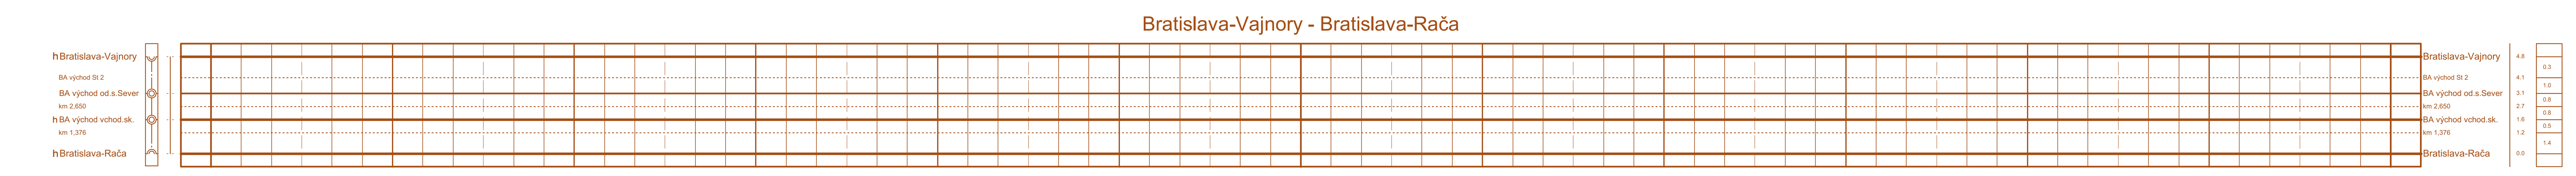 Bratislava-Vajnory - Bratislava-Rača
h Bratislava-Vajnory
BA východ St 2
BA východ od.s.Sever
km 2,650
h BA východ vchod.sk.
km 1,376
h Bratislava-Rača
Bratislava-Vajnory 4.8
0.3
BA východ St 2 4.1
1.0
BA východ od.s.Sever 3.1
0.6
km 2,650 2.7
0.8
BA východ vchod.sk. 1.6
0.5
km 1,376 1.2
1.4
Bratislava-Rača 0.0